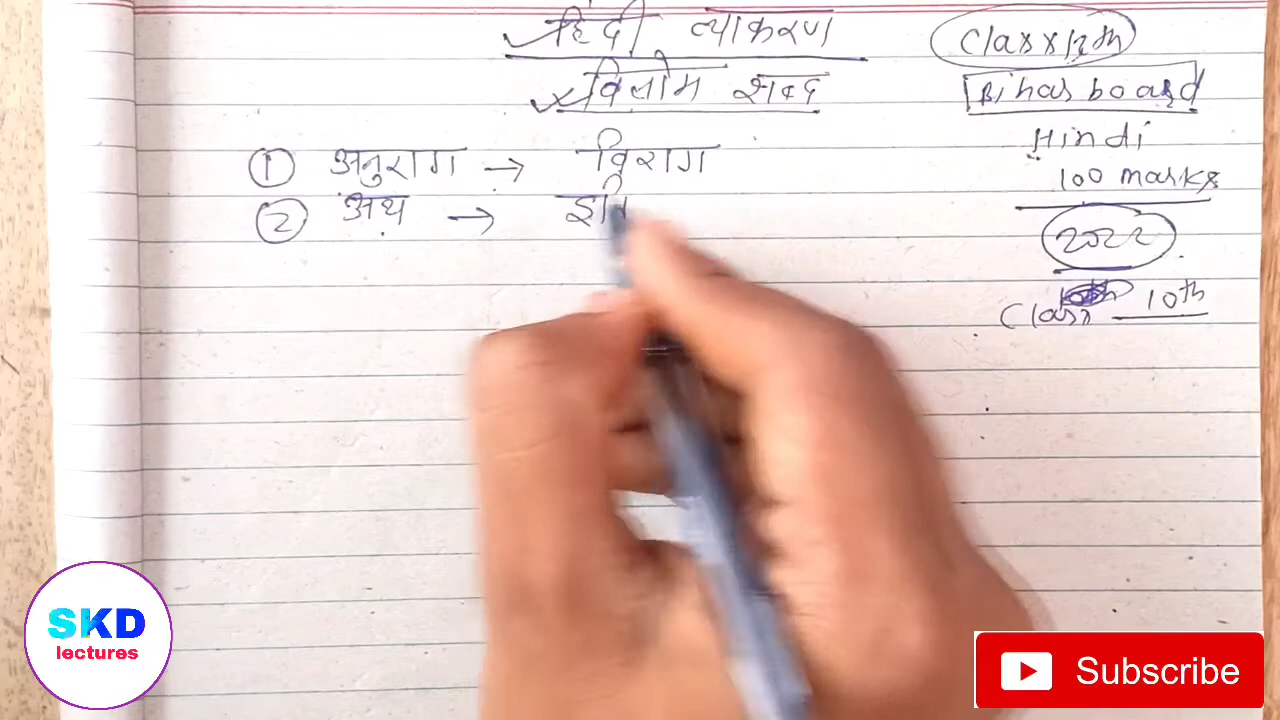 हिंदी व्याकरण
विलोम शब्द
① अनुराग → विराग
② अथ → इति
Class 12th
Bihar board
Hindi
100 marks
2022
Class 10th
SKD
lectures
Subscribe